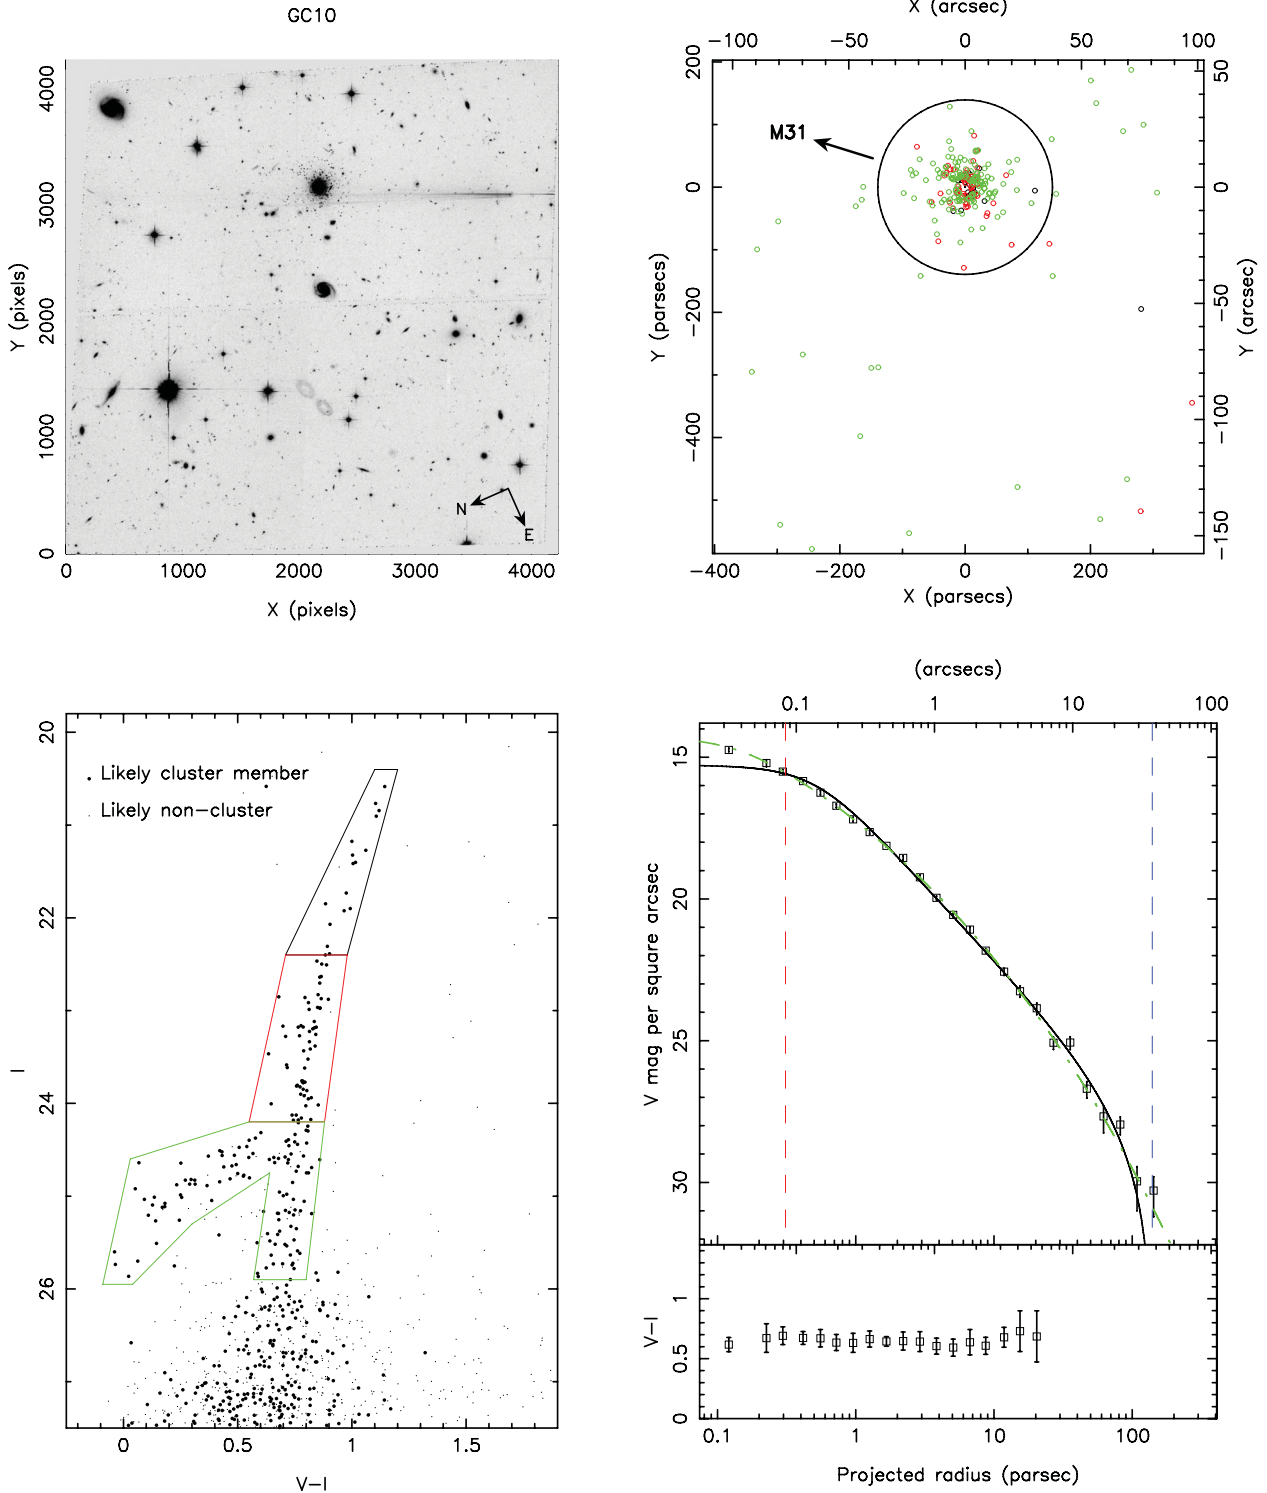 GC10
4000
3000
2000
1000
0
Y (pixels)
0 1000 2000 3000 4000
X (pixels)
N
E
X (arcsec)
−100 −50 0 50 100
200
0
−200
−400
Y (parsecs)
50
0
−50
−100
−150
Y (arcsec)
M31
−400 −200 0 200
X (parsecs)
20
22
24
26
I
Likely cluster member
Likely non−cluster
0 0.5 1 1.5
V−I
(arcsecs)
0.1 1 10 100
15
20
25
30
V mag per square arcsec
1
0.5
0
V−I
0.1 1 10 100
Projected radius (parsec)